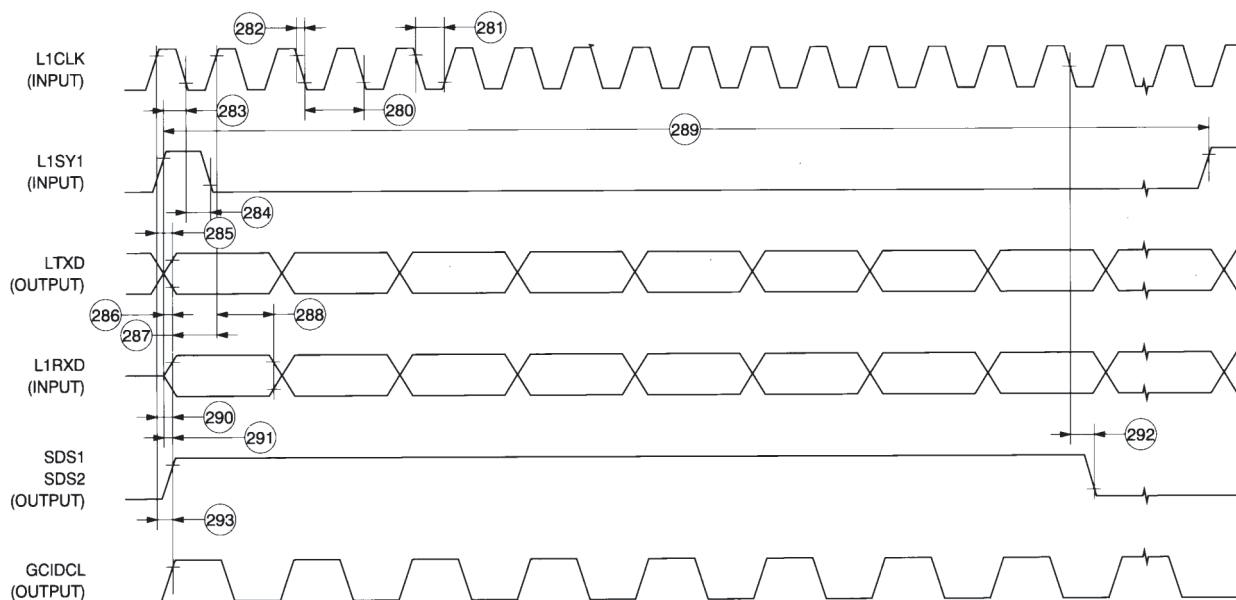 282
281
L1CLK
(INPUT)
283
280
289
L1SY1
(INPUT)
284
285
LTXD
(OUTPUT)
286
288
287
L1RXD
(INPUT)
290
291
292
SDS1
SDS2
(OUTPUT)
293
GCIDCL
(OUTPUT)